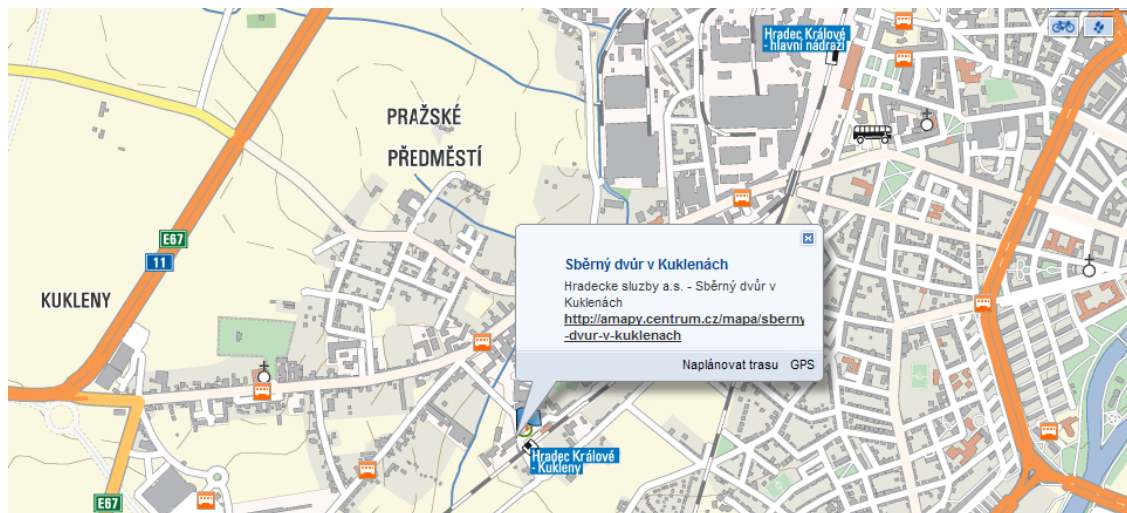 Hradec Králové
- hlavní nádraží
PRAŽSKÉ
PŘEDMĚSTÍ
E67
11
KUKLENY
Sběrný dvůr v Kuklenách
Hradecke sluzby a.s. - Sběrný dvůr v
Kuklenách
http://amapy.centrum.cz/mapa/sberny
-dvur-v-kuklenach
Naplánovat trasu GPS
Hradec Králové
- Kukleny
E67